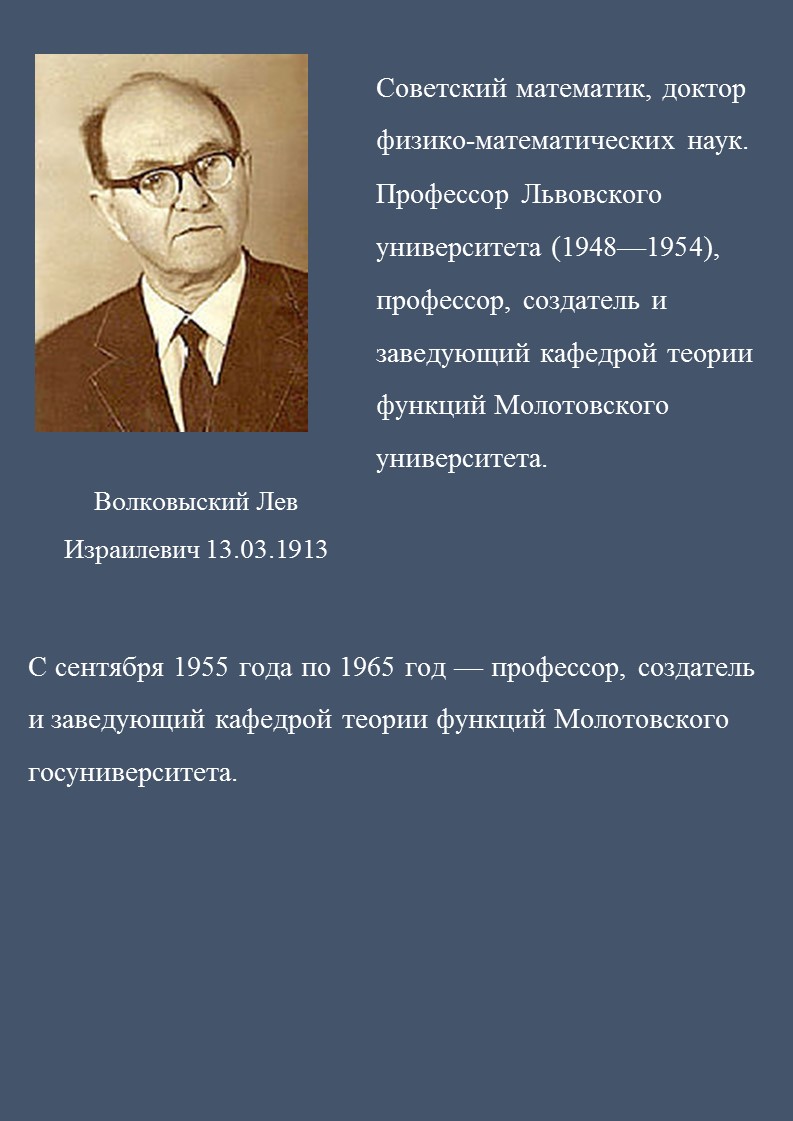 Советский математик, доктор
физико-математических наук.
Профессор Львовского
университета (1948—1954),
профессор, создатель и
заведующий кафедрой теории
функций Молотовского
университета.
Волковыский Лев
Израилевич 13.03.1913
С сентября 1955 года по 1965 год — профессор, создатель
и заведующий кафедрой теории функций Молотовского
госуниверситета.